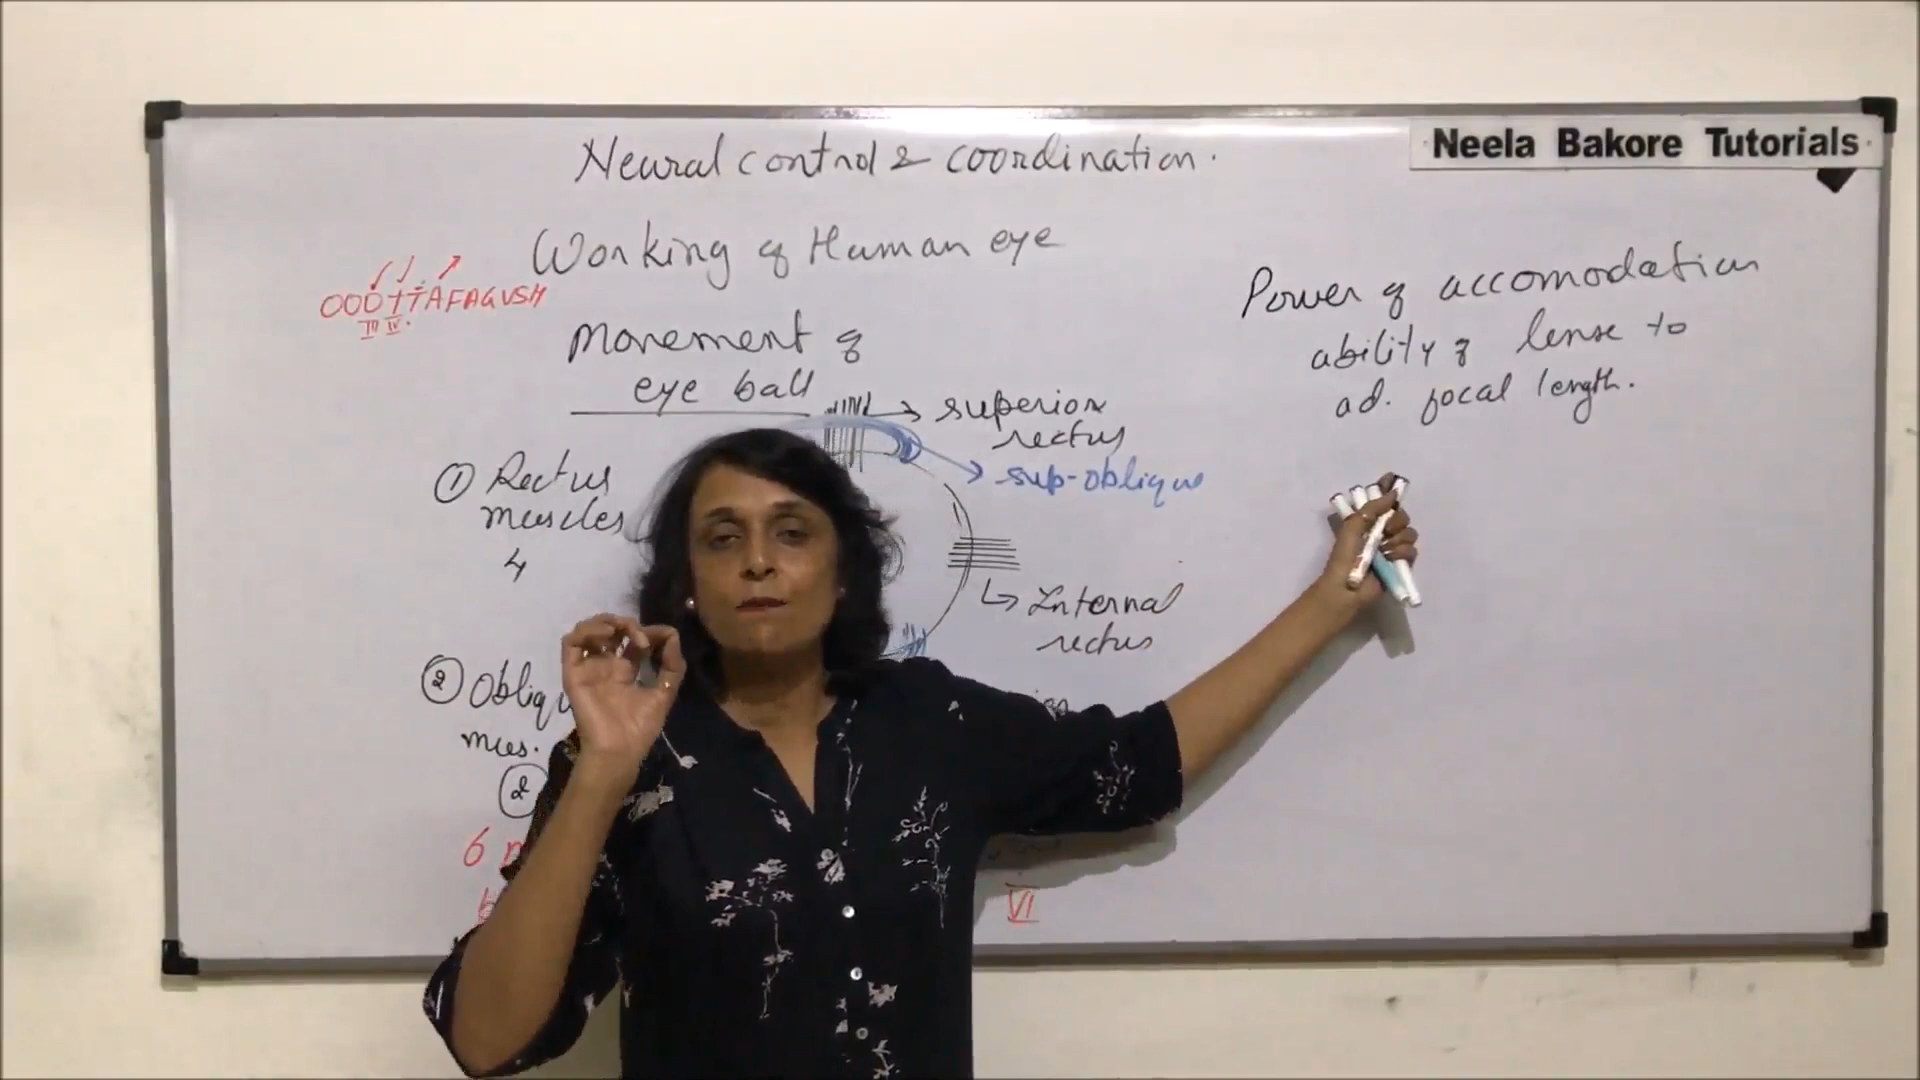 Neela Bakore Tutorials
Neural control & coordination.
Working of Human eye
OOOTTAFAGVSH
III IV.
Movement of
eye ball
superior
rectus
sup-oblique
① Rectus
muscles
4
Internal
rectus
② Obliq
mus.
②
6
VI
Power of accomodation
ability of lense to
ad. focal length.